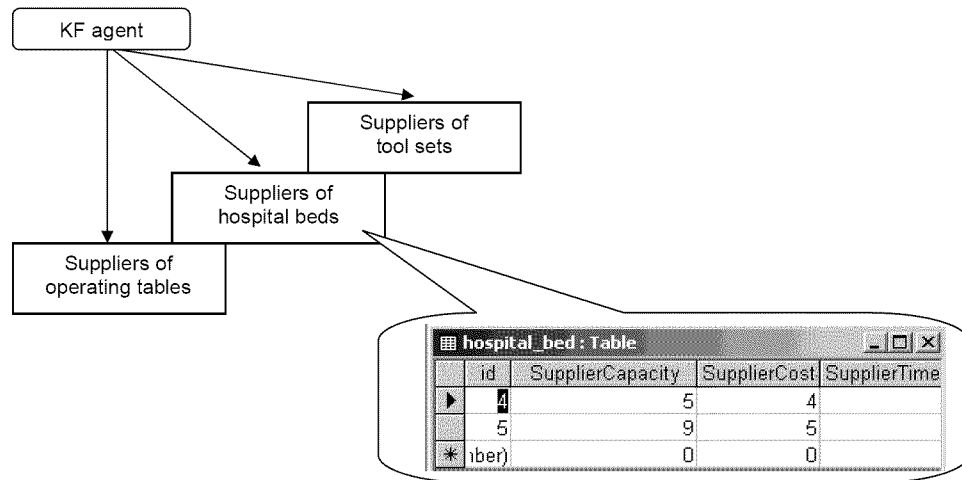 KF agent
Suppliers of
tool sets
Suppliers of
hospital beds
Suppliers of
operating tables
hospital_bed : Table
id SupplierCapacity SupplierCost SupplierTime
4 5 4
5 9 5
nber) 0 0